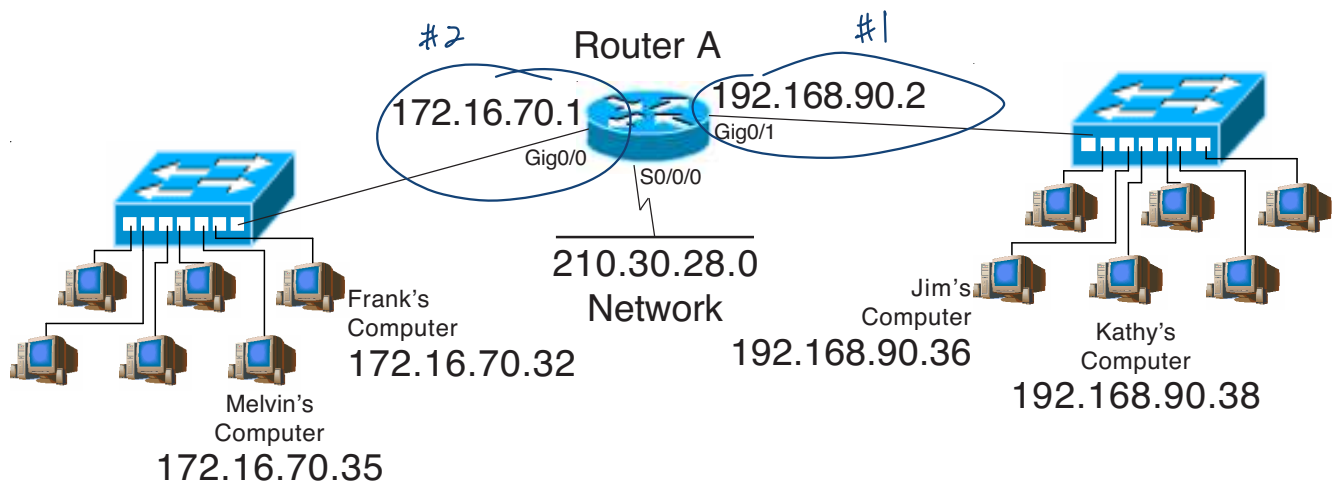 #2
#1
Router A
172.16.70.1
192.168.90.2
Gig0/0
Gig0/1
S0/0/0
210.30.28.0
Network
Frank's
Computer
172.16.70.32
Melvin's
Computer
172.16.70.35
Jim's
Computer
192.168.90.36
Kathy's
Computer
192.168.90.38